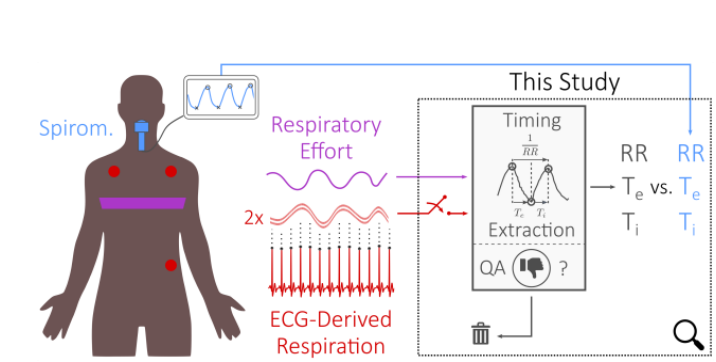 This Study
Spirom.
Respiratory
Effort
2x
ECG-Derived
Respiration
Timing
1
RR
Te Ti
Extraction
QA ?
RR RR
Te vs. Te
Ti Ti